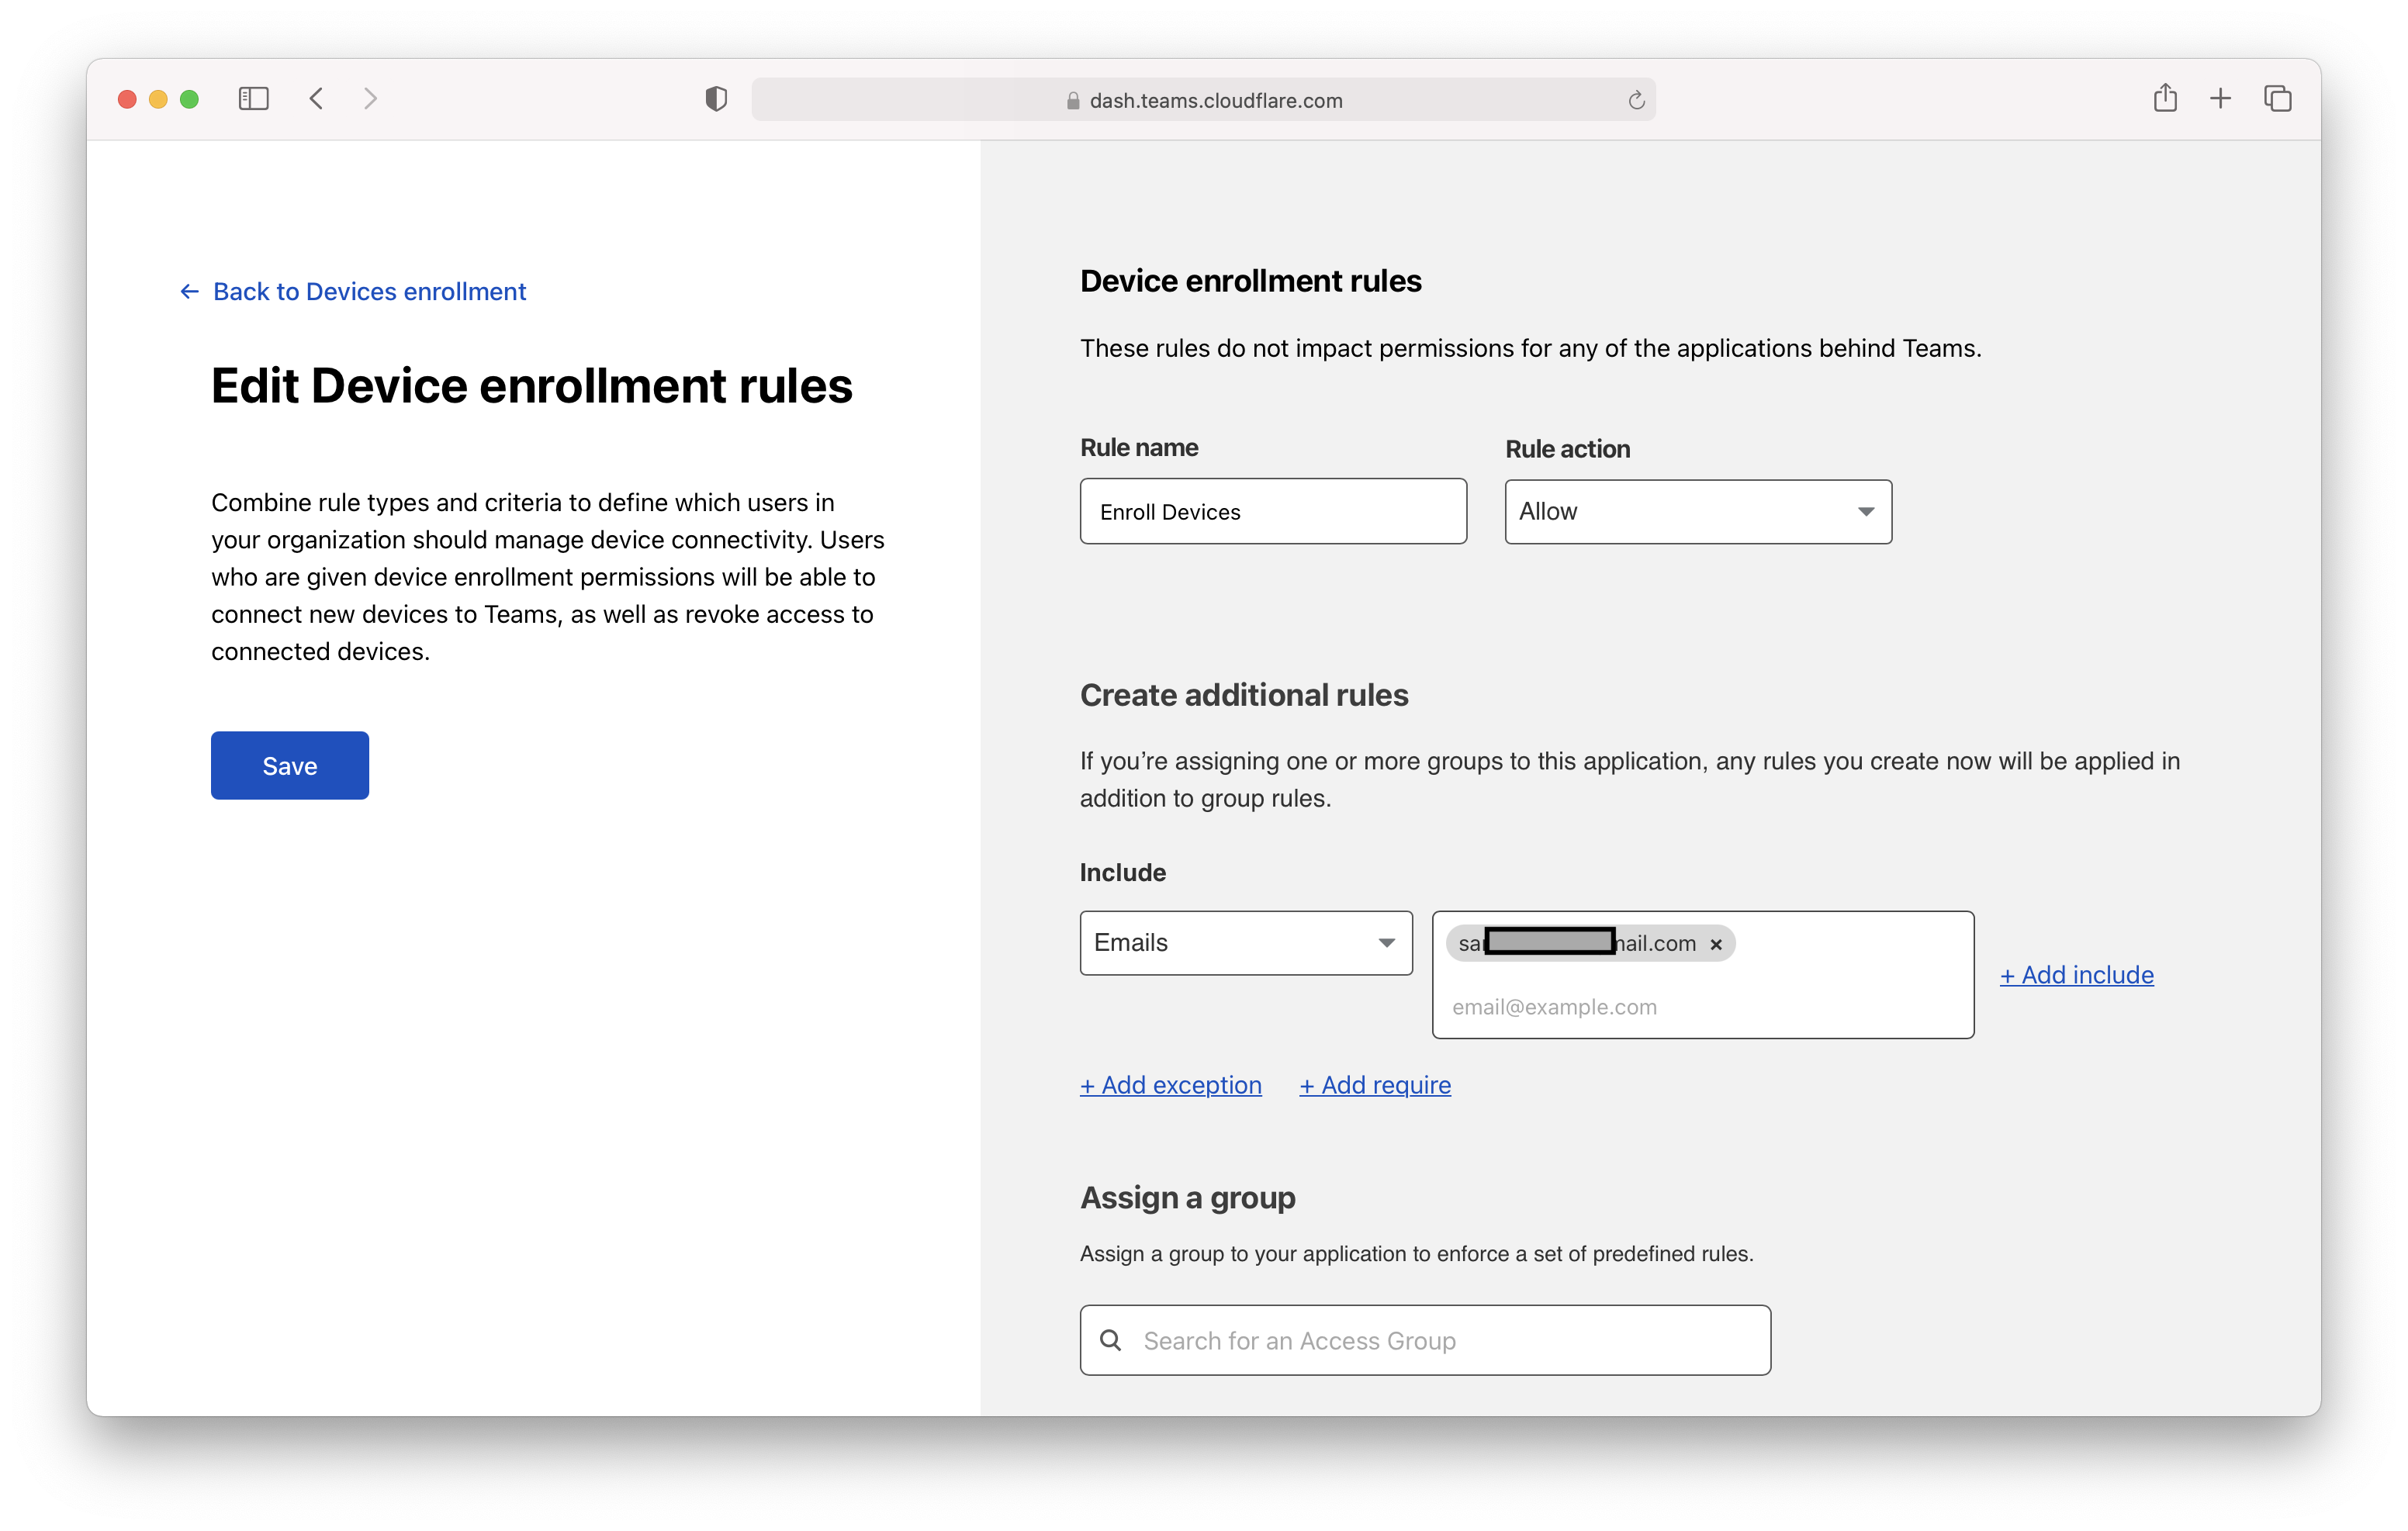 dash.teams.cloudflare.com
← Back to Devices enrollment
Edit Device enrollment rules
Combine rule types and criteria to define which users in
your organization should manage device connectivity. Users
who are given device enrollment permissions will be able to
connect new devices to Teams, as well as revoke access to
connected devices.
Save
Device enrollment rules
These rules do not impact permissions for any of the applications behind Teams.
Rule name
Rule action
Enroll Devices
Allow
Create additional rules
If you’re assigning one or more groups to this application, any rules you create now will be applied in
addition to group rules.
Include
Emails
email@example.com
+ Add include
+ Add exception
+ Add require
Assign a group
Assign a group to your application to enforce a set of predefined rules.
Search for an Access Group